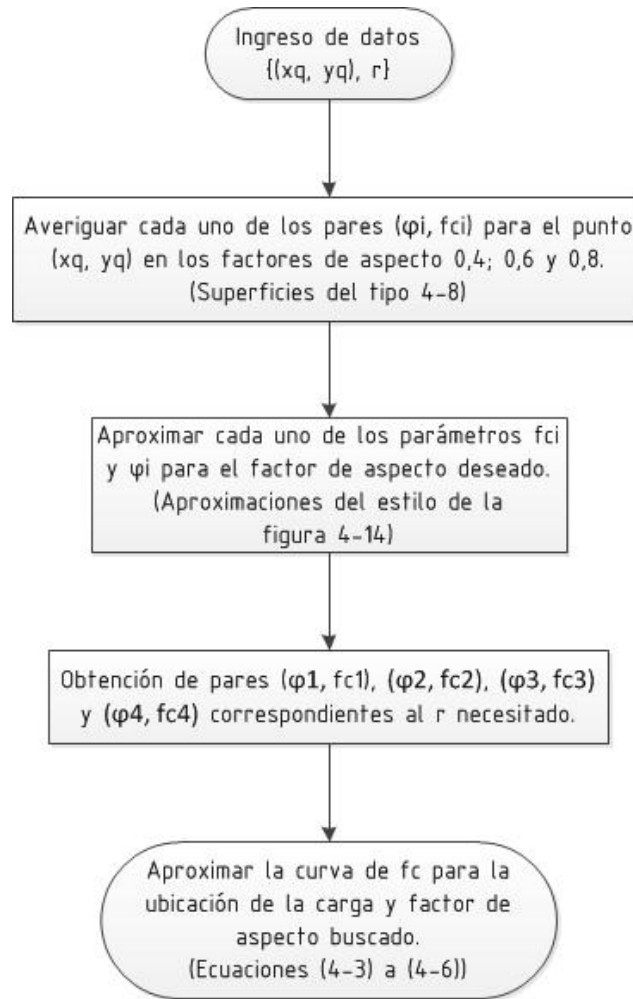 Ingreso de datos
{(xq, yq), r}
Averiguar cada uno de los pares (φi, fci) para el punto
(xq, yq) en los factores de aspecto 0,4; 0,6 y 0,8.
(Superficies del tipo 4-8)
Aproximar cada uno de los parámetros fci
y φi para el factor de aspecto deseado.
(Aproximaciones del estilo de la
figura 4-14)
Obtención de pares (φ1, fc1), (φ2, fc2), (φ3, fc3)
y (φ4, fc4) correspondientes al r necesitado.
Aproximar la curva de fc para la
ubicación de la carga y factor de
aspecto buscado.
(Ecuaciones (4-3) a (4-6))